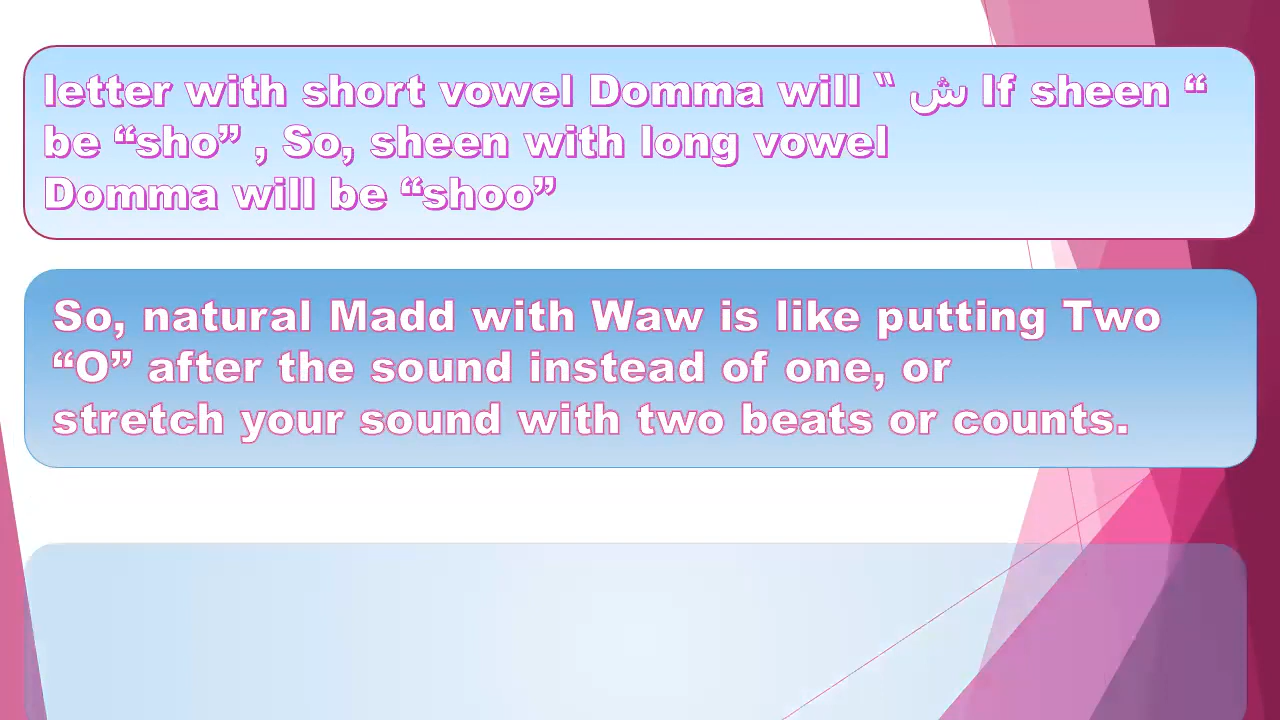 letter with short vowel Domma will “ ش If sheen “
be “sho” , So, sheen with long vowel
Domma will be “shoo”
So, natural Madd with Waw is like putting Two
“O” after the sound instead of one, or
stretch your sound with two beats or counts.